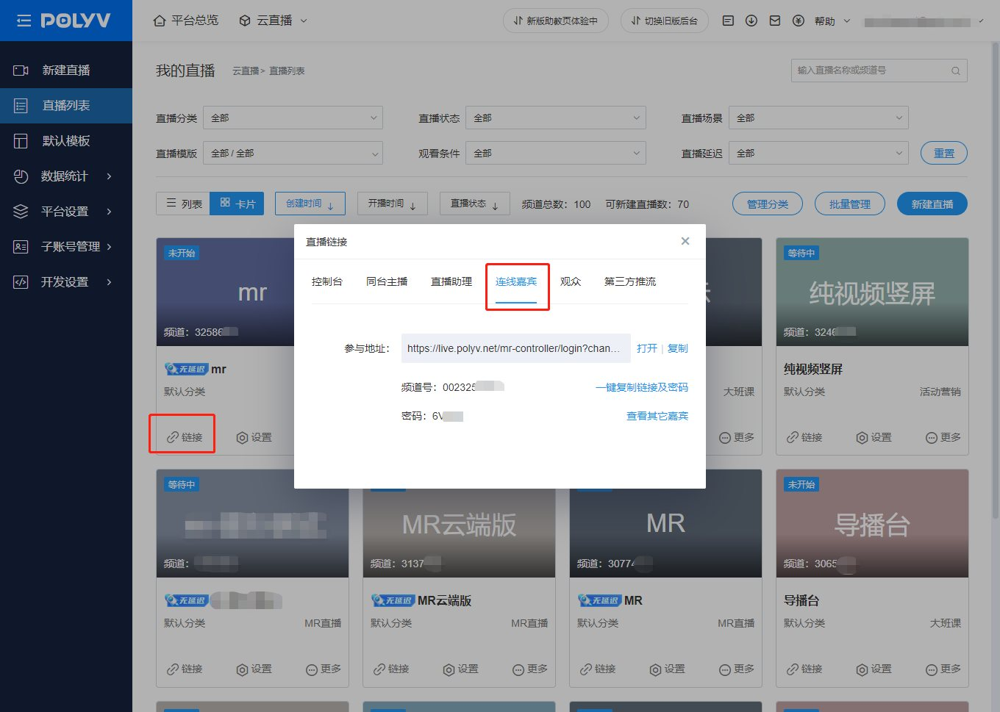 POLYV
平台总览
云直播
新版助教页体验中
切换旧版后台
帮助
新建直播
直播列表
默认模板
数据统计
平台设置
子账号管理
开发设置
我的直播
云直播> 直播列表
输入直播名称或频道号
直播分类 全部
直播状态 全部
直播场景 全部
直播模版 全部 / 全部
观看条件 全部
直播延迟 全部
重置
列表
卡片
创建时间
开播时间
直播状态
频道总数：100
可新建直播数：70
管理分类
批量管理
新建直播
直播链接
控制台
同台主播
直播助理
连线嘉宾
观众
第三方推流
参与地址：
https://live.polyv.net/mr-controller/login?chan...
打开 | 复制
频道号：002325
一键复制链接及密码
密码：6V
查看其它嘉宾
未开始
mr
频道：32586
无延迟 mr
默认分类
链接
设置
大班课
更多
等待中
纯视频竖屏
频道：3246
纯视频竖屏
默认分类
活动营销
链接
设置
更多
等待中
频道：
无延迟
默认分类
MR直播
链接
设置
更多
MR云端版
频道：3137
无延迟 MR云端版
默认分类
MR直播
链接
设置
更多
MR
频道：30774
无延迟 MR
默认分类
MR直播
链接
设置
更多
未开始
导播台
频道：3065
导播台
默认分类
大班课
链接
设置
更多